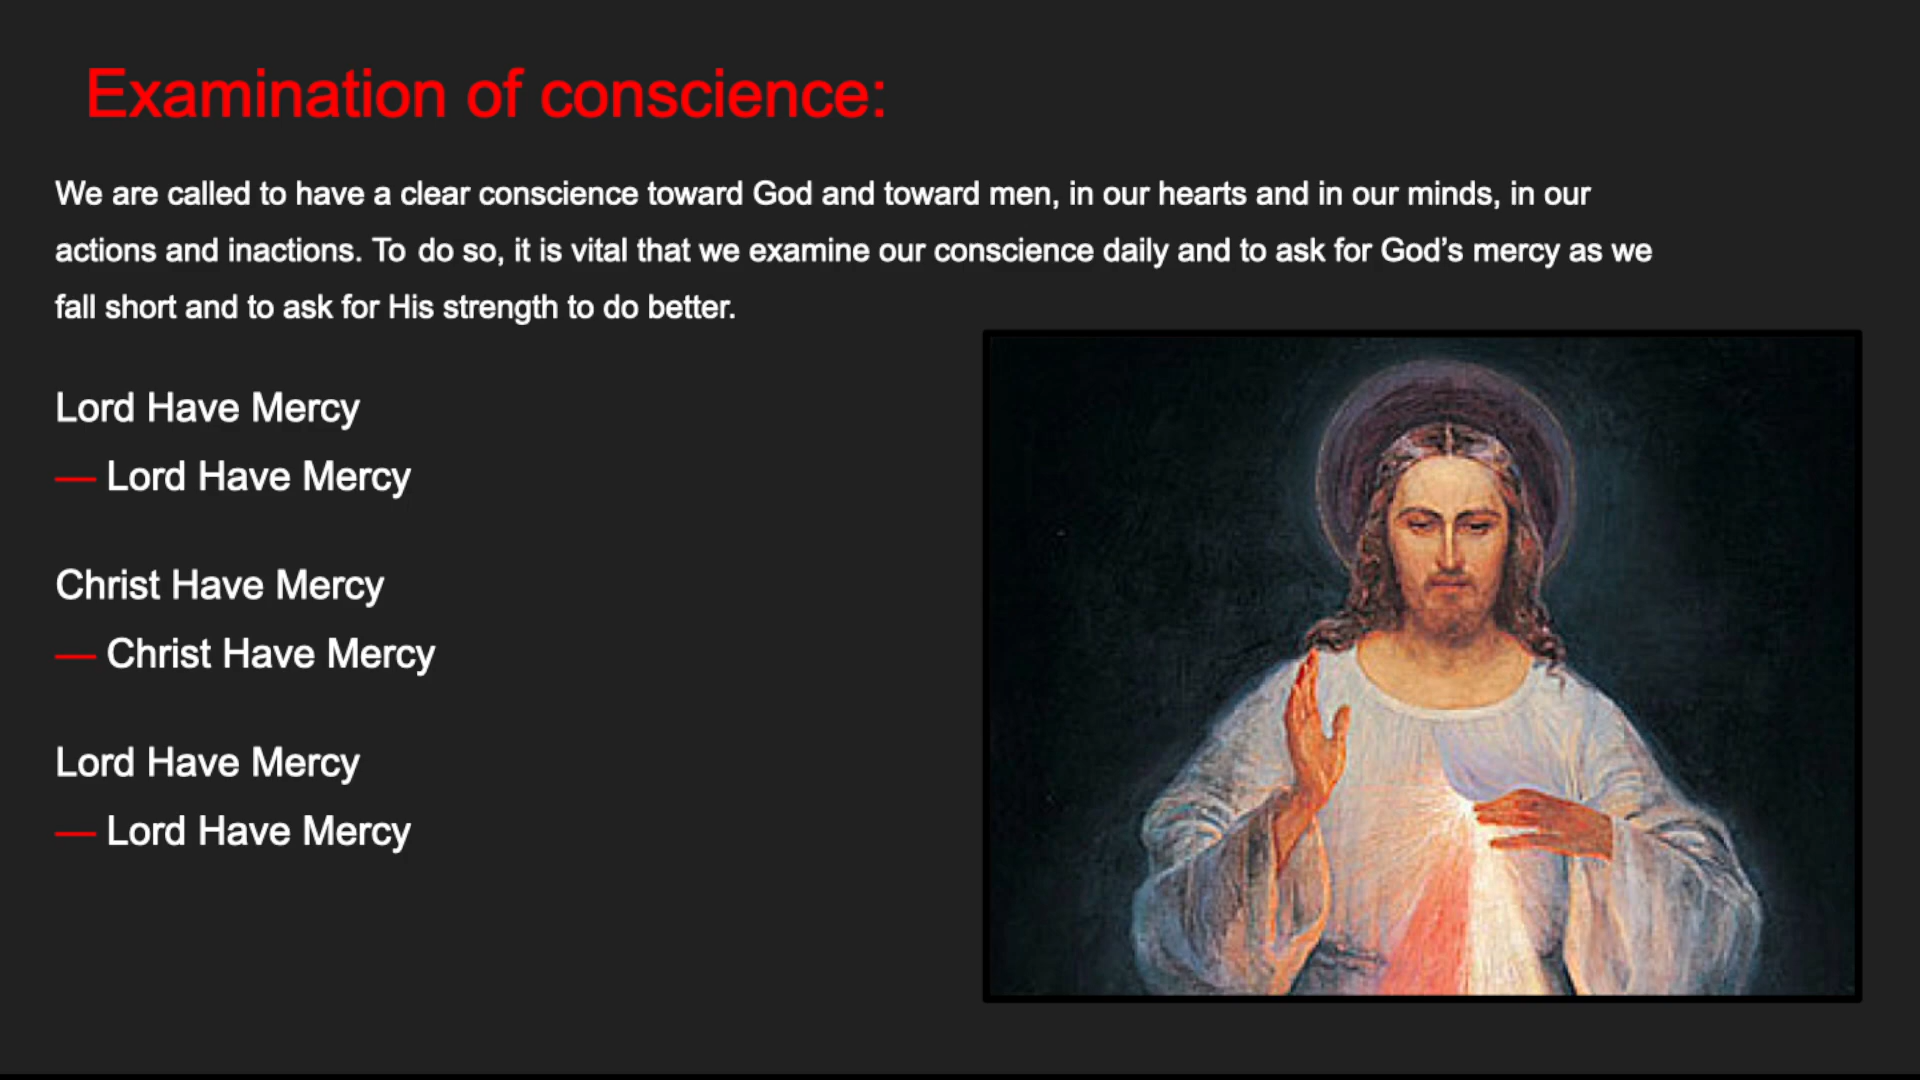 Examination of conscience:
We are called to have a clear conscience toward God and toward men, in our hearts and in our minds, in our
actions and inactions. To do so, it is vital that we examine our conscience daily and to ask for God’s mercy as we
fall short and to ask for His strength to do better.
Lord Have Mercy
— Lord Have Mercy
Christ Have Mercy
— Christ Have Mercy
Lord Have Mercy
— Lord Have Mercy